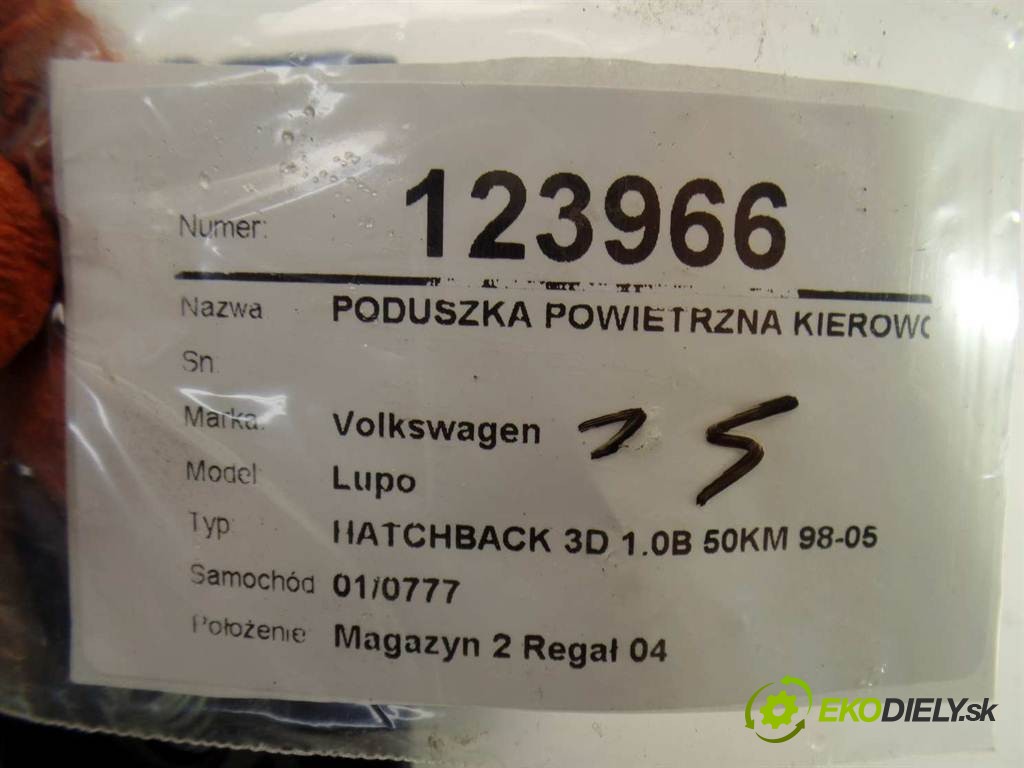 Numer: 123966
Nazwa PODUSZKA POWIETRZNA KIEROWC
Sn:
Marka: Volkswagen
Model Lupo
Typ HATCHBACK 3D 1.0B 50KM 98-05
Samochód 01/0777
Położenie Magazyn 2 Regał 04
EKODIELY.sk